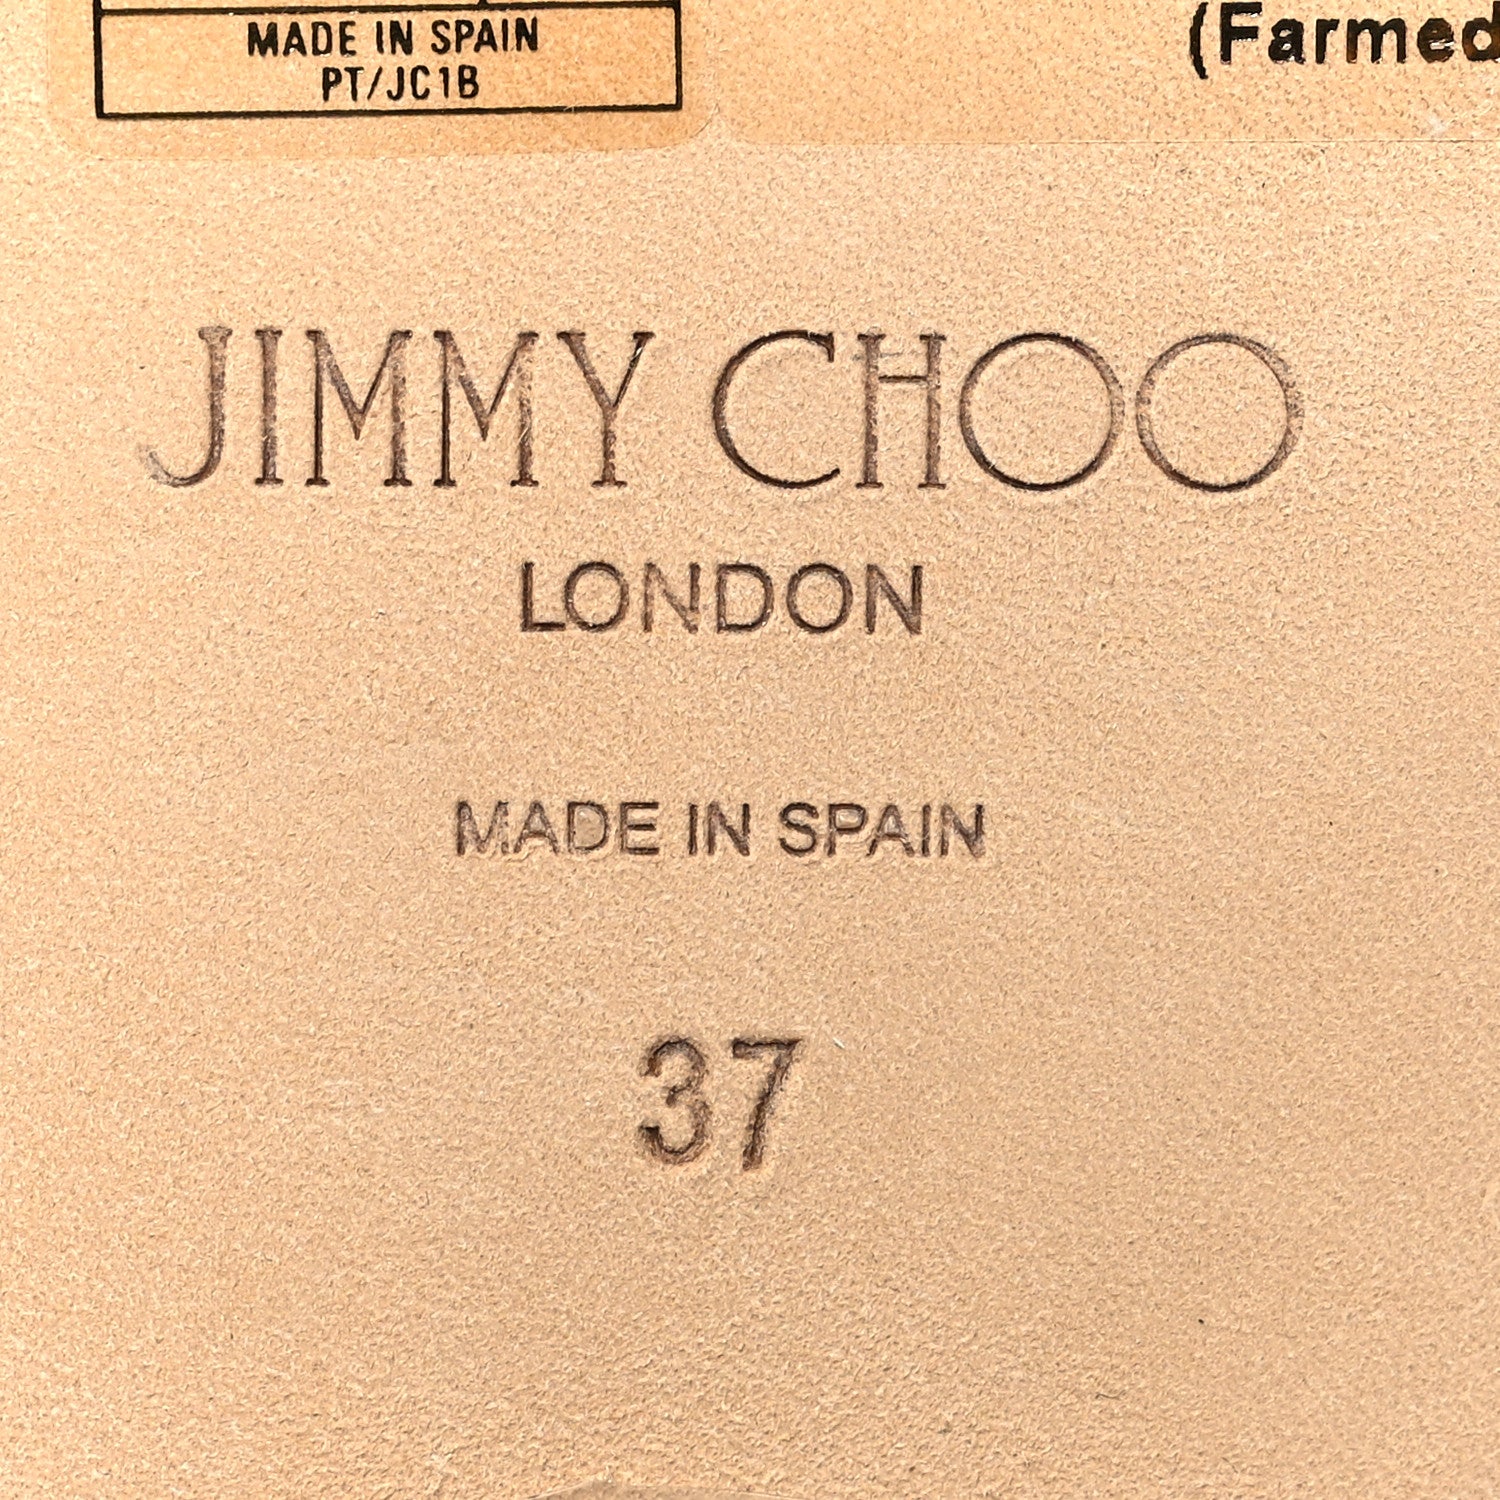 MADE IN SPAIN
PT/JC1B
(Farmed
JIMMY CHOO
LONDON
MADE IN SPAIN
37